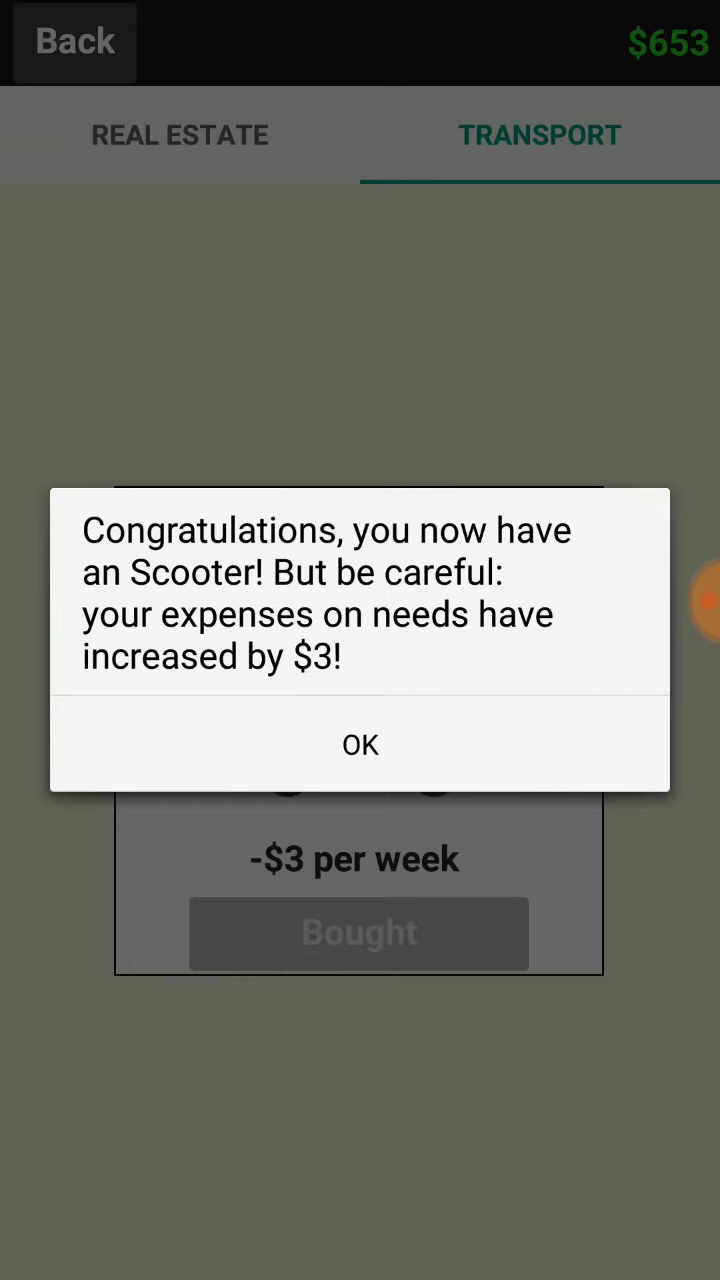 Back
$653
REAL ESTATE
TRANSPORT
Congratulations, you now have
an Scooter! But be careful:
your expenses on needs have
increased by $3!
OK
-$3 per week
Bought